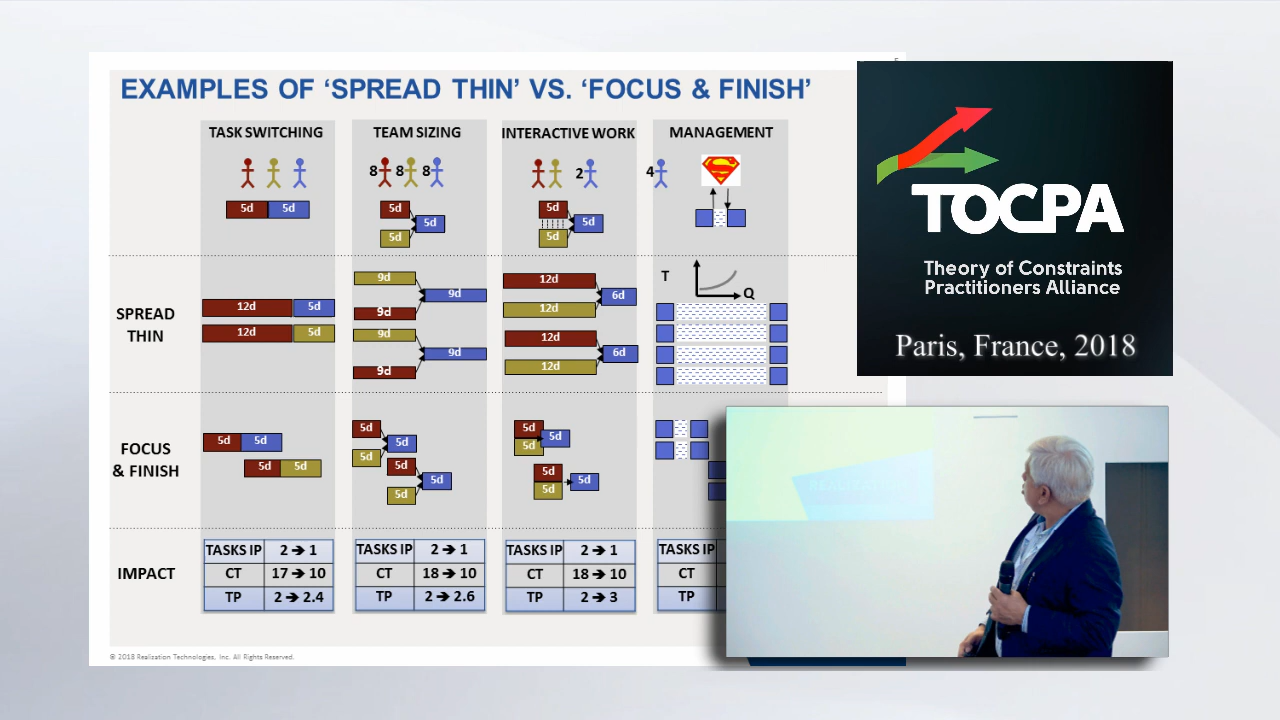 EXAMPLES OF ‘SPREAD THIN’ VS. ‘FOCUS & FINISH’
TASK SWITCHING
TEAM SIZING
INTERACTIVE WORK
MANAGEMENT
8 8 8
2
4
5d 5d
5d
5d
5d
5d
5d
5d
SPREAD
THIN
12d 5d
12d 5d
9d
9d
9d
9d
9d
9d
12d
6d
12d
12d
6d
12d
T
Q
FOCUS
& FINISH
5d 5d
5d 5d
5d
5d
5d
5d
5d
5d
5d
5d
5d
5d
5d
5d
IMPACT
TASKS IP 2 ➔ 1
CT 17 ➔ 10
TP 2 ➔ 2.4
TASKS IP 2 ➔ 1
CT 18 ➔ 10
TP 2 ➔ 2.6
TASKS IP 2 ➔ 1
CT 18 ➔ 10
TP 2 ➔ 3
TASKS IP
CT
TP
© 2018 Realization Technologies, Inc. All Rights Reserved.
TOCPA
Theory of Constraints
Practitioners Alliance
Paris, France, 2018